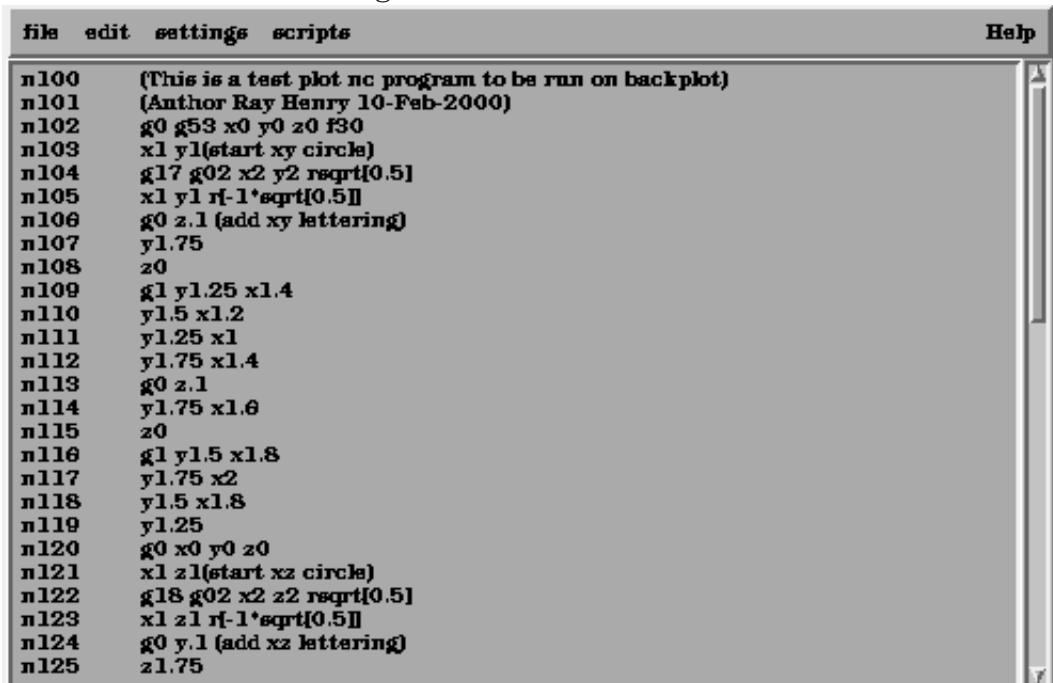 file edit settings scripts Help
n100 (This is a test plot nc program to be run on backplot)
n101 (Author Ray Henry 10-Feb-2000)
n102 g0 g53 x0 y0 z0 f30
n103 x1 y1(start xy circle)
n104 g17 g02 x2 y2 rsqrt[0.5]
n105 x1 y1 r[-1*sqrt[0.5]]
n106 g0 z.1 (add xy lettering)
n107 y1.75
n108 z0
n109 g1 y1.25 x1.4
n110 y1.5 x1.2
n111 y1.25 x1
n112 y1.75 x1.4
n113 g0 z.1
n114 y1.75 x1.6
n115 z0
n116 g1 y1.5 x1.8
n117 y1.75 x2
n118 y1.5 x1.8
n119 y1.25
n120 g0 x0 y0 z0
n121 x1 z1(start xz circle)
n122 g18 g02 x2 z2 rsqrt[0.5]
n123 x1 z1 r[-1*sqrt[0.5]]
n124 g0 y.1 (add xz lettering)
n125 z1.75